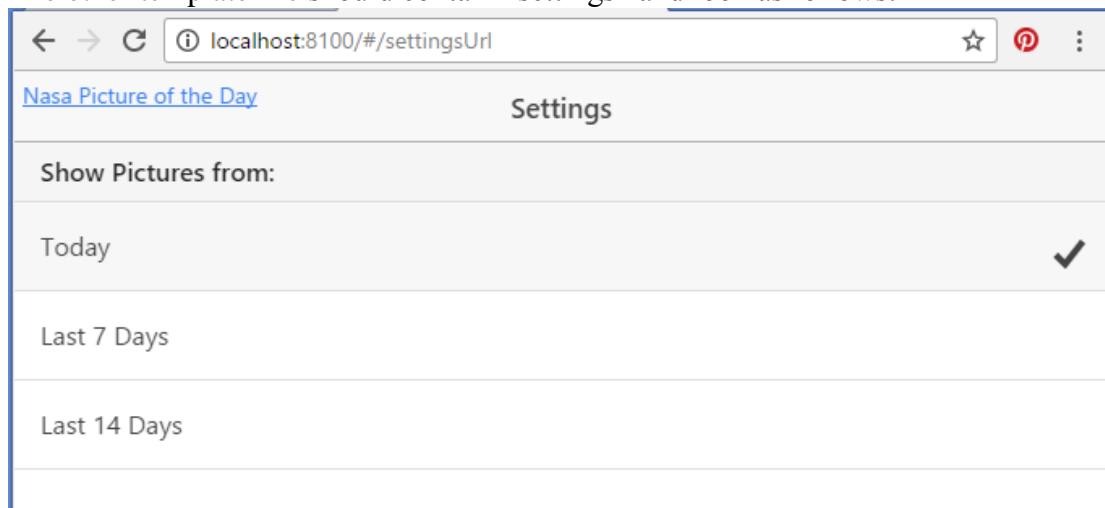 localhost:8100/#/settingsUrl
Nasa Picture of the Day
Settings
Show Pictures from:
Today
Last 7 Days
Last 14 Days